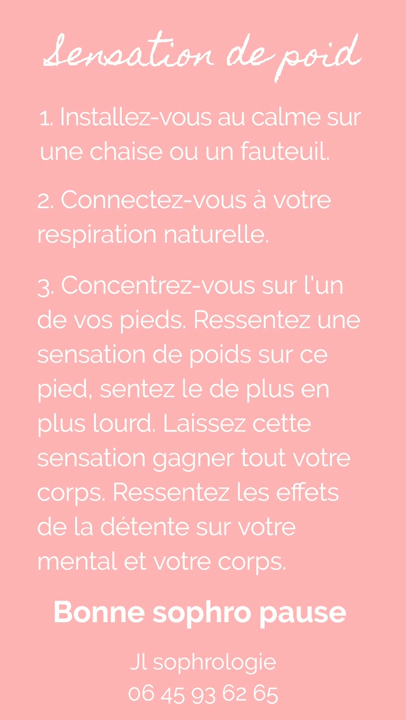 Sensation de poid
1. Installez-vous au calme sur
une chaise ou un fauteuil.
2. Connectez-vous à votre
respiration naturelle.
3. Concentrez-vous sur l'un
de vos pieds. Ressentez une
sensation de poids sur ce
pied, sentez le de plus en
plus lourd. Laissez cette
sensation gagner tout votre
corps. Ressentez les effets
de la détente sur votre
mental et votre corps.
Bonne sophro pause
Jl sophrologie
06 45 93 62 65